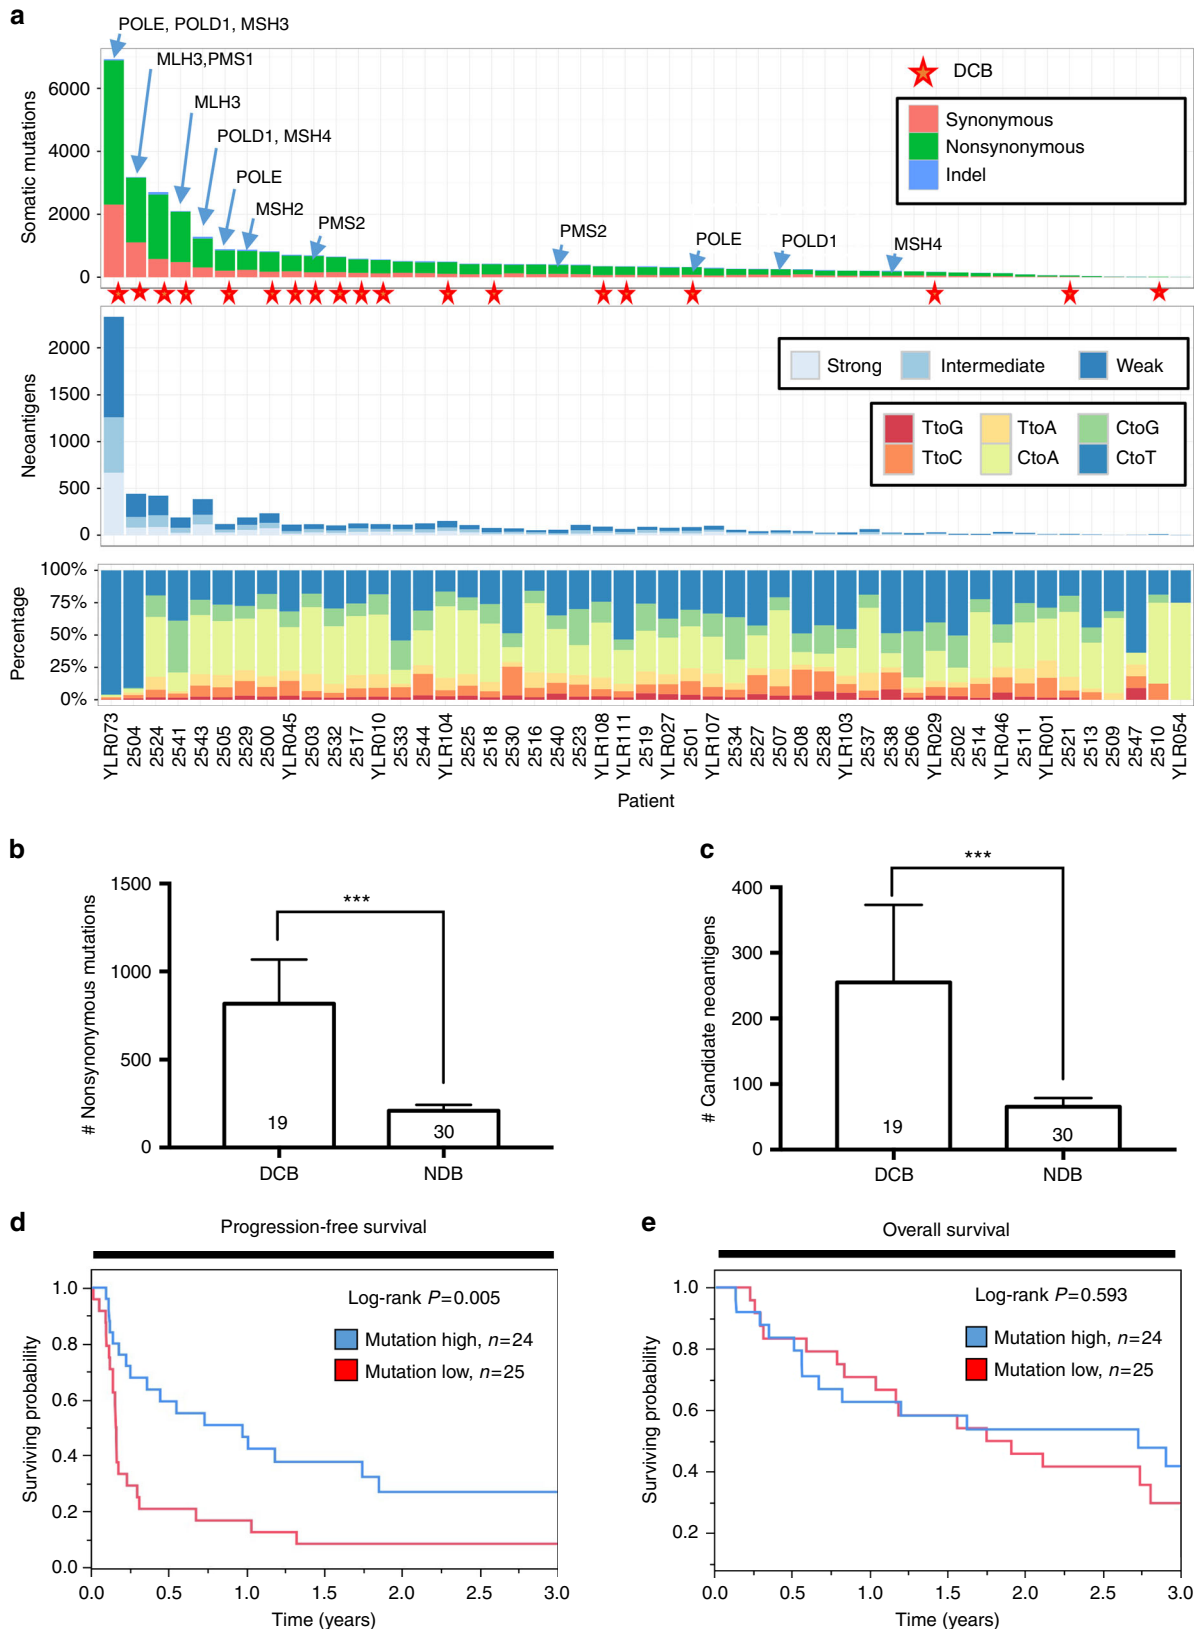 a
POLE, POLD1, MSH3
MLH3,PMS1
MLH3
POLD1, MSH4
POLE
MSH2
PMS2
PMS2
POLE
POLD1
MSH4
DCB
Synonymous
Nonsynonymous
Indel
Somatic mutations
6000
4000
2000
0
Neoantigens
2000
1500
1000
500
0
Strong
Intermediate
Weak
TtoG
TtoA
CtoG
TtoC
CtoA
CtoT
Percentage
100%
75%
50%
25%
0%
YLR073
2504
2524
2541
2543
2505
2529
2500
YLR045
2503
2532
2517
YLR010
2533
2544
YLR104
2525
2518
2530
2516
2540
2523
YLR108
YLR111
2519
YLR027
2501
YLR107
2534
2527
2507
2508
2528
YLR103
2537
2538
2506
YLR029
2502
2514
YLR046
2511
YLR001
2521
2513
2509
2547
2510
YLR054
Patient
b
# Nonsynonymous mutations
1500
1000
500
0
***
19
30
DCB
NDB
c
# Candidate neoantigens
400
300
200
100
0
***
19
30
DCB
NDB
d
Progression-free survival
Log-rank P=0.005
Mutation high, n=24
Mutation low, n=25
Surviving probability
1.0
0.8
0.6
0.4
0.2
0.0
0.0 0.5 1.0 1.5 2.0 2.5 3.0
Time (years)
e
Overall survival
Log-rank P=0.593
Mutation high, n=24
Mutation low, n=25
Surviving probability
1.0
0.8
0.6
0.4
0.2
0.0 0.5 1.0 1.5 2.0 2.5 3.0
Time (years)